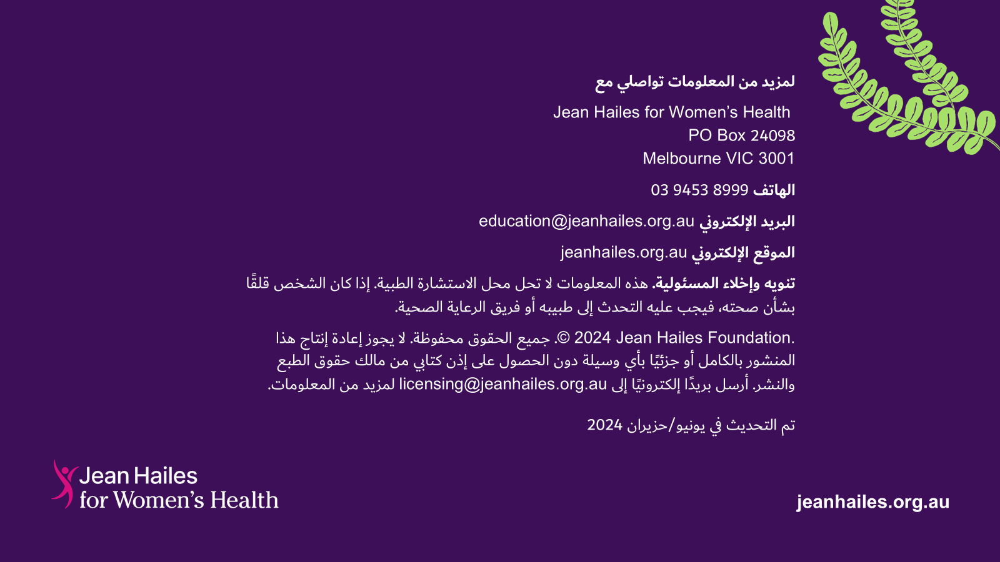 لمزيد من المعلومات تواصلي مع
Jean Hailes for Women’s Health
PO Box 24098
Melbourne VIC 3001
الهاتف 03 9453 8999
البريد الإلكتروني education@jeanhailes.org.au
الموقع الإلكتروني jeanhailes.org.au
تنويه وإخلاء المسئولية. هذه المعلومات لا تحل محل الاستشارة الطبية. إذا كان الشخص قلقًا
بشأن صحته، فيجب عليه التحدث إلى طبيبه أو فريق الرعاية الصحية.
.© 2024 Jean Hailes Foundation. جميع الحقوق محفوظة. لا يجوز إعادة إنتاج هذا
المنشور بالكامل أو جزئيًا بأي وسيلة دون الحصول على إذن كتابي من مالك حقوق الطبع
والنشر. أرسل بريدًا إلكترونيًا إلى licensing@jeanhailes.org.au لمزيد من المعلومات.
تم التحديث في يونيو/حزيران 2024
Jean Hailes
for Women’s Health
jeanhailes.org.au